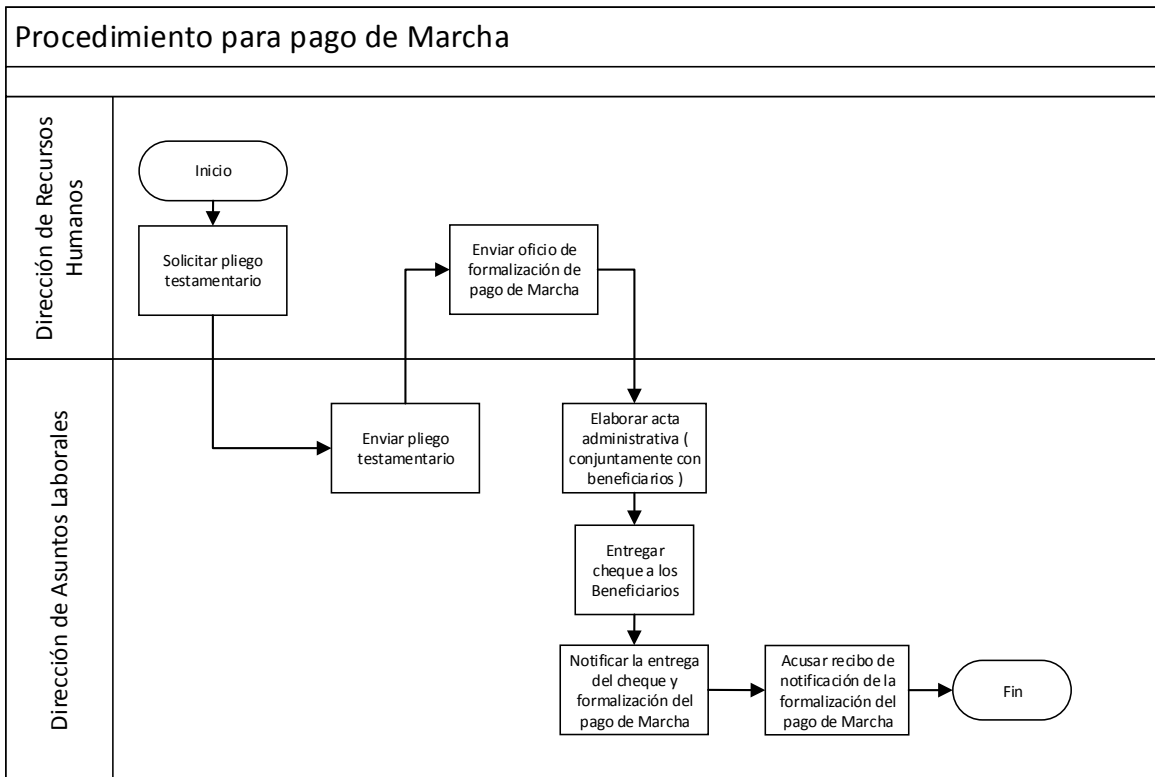 Procedimiento para pago de Marcha
Dirección de Recursos
Humanos
Inicio
Solicitar pliego
testamentario
Enviar oficio de
formalización de
pago de Marcha
Dirección de Asuntos Laborales
Enviar pliego
testamentario
Elaborar acta
administrativa (
conjuntamente con
beneficiarios )
Entregar
cheque a los
Beneficiarios
Notificar la entrega
del cheque y
formalización del
pago de Marcha
Acusar recibo de
notificación de la
formalización del
pago de Marcha
Fin